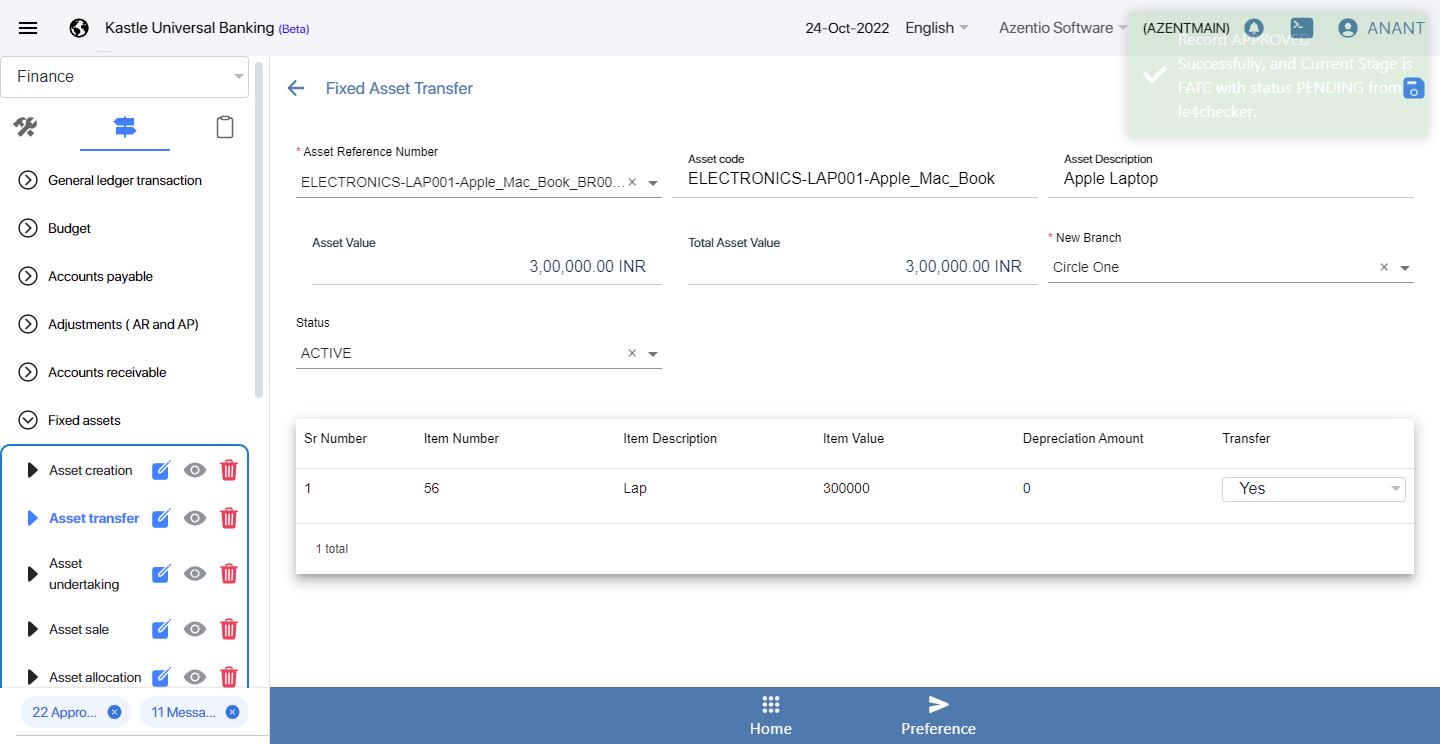 Kastle Universal Banking (Beta)
24-Oct-2022
English
Azentio Software
(AZENTMAIN)
ANANT
Record APPROVED
Successfully, and Current Stage is
FATC with status PENDING from
le4checker.
Finance
General ledger transaction
Budget
Accounts payable
Adjustments ( AR and AP)
Accounts receivable
Fixed assets
Asset creation
Asset transfer
Asset
undertaking
Asset sale
Asset allocation
22 Appro...
11 Messa...
Fixed Asset Transfer
* Asset Reference Number
ELECTRONICS-LAP001-Apple_Mac_Book_BR00...
Asset code
ELECTRONICS-LAP001-Apple_Mac_Book
Asset Description
Apple Laptop
Asset Value
3,00,000.00 INR
Total Asset Value
3,00,000.00 INR
* New Branch
Circle One
Status
ACTIVE
Sr Number Item Number Item Description Item Value Depreciation Amount Transfer
1 56 Lap 300000 0 Yes
1 total
Home
Preference